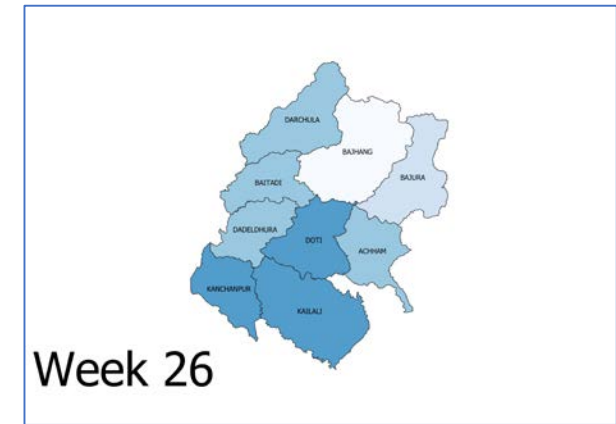 DARCHULA
BAJHANG
BAJURA
BAITADI
DADELDHURA
DOTI
ACHHAM
KANCHANPUR
KAILALI
Week 26